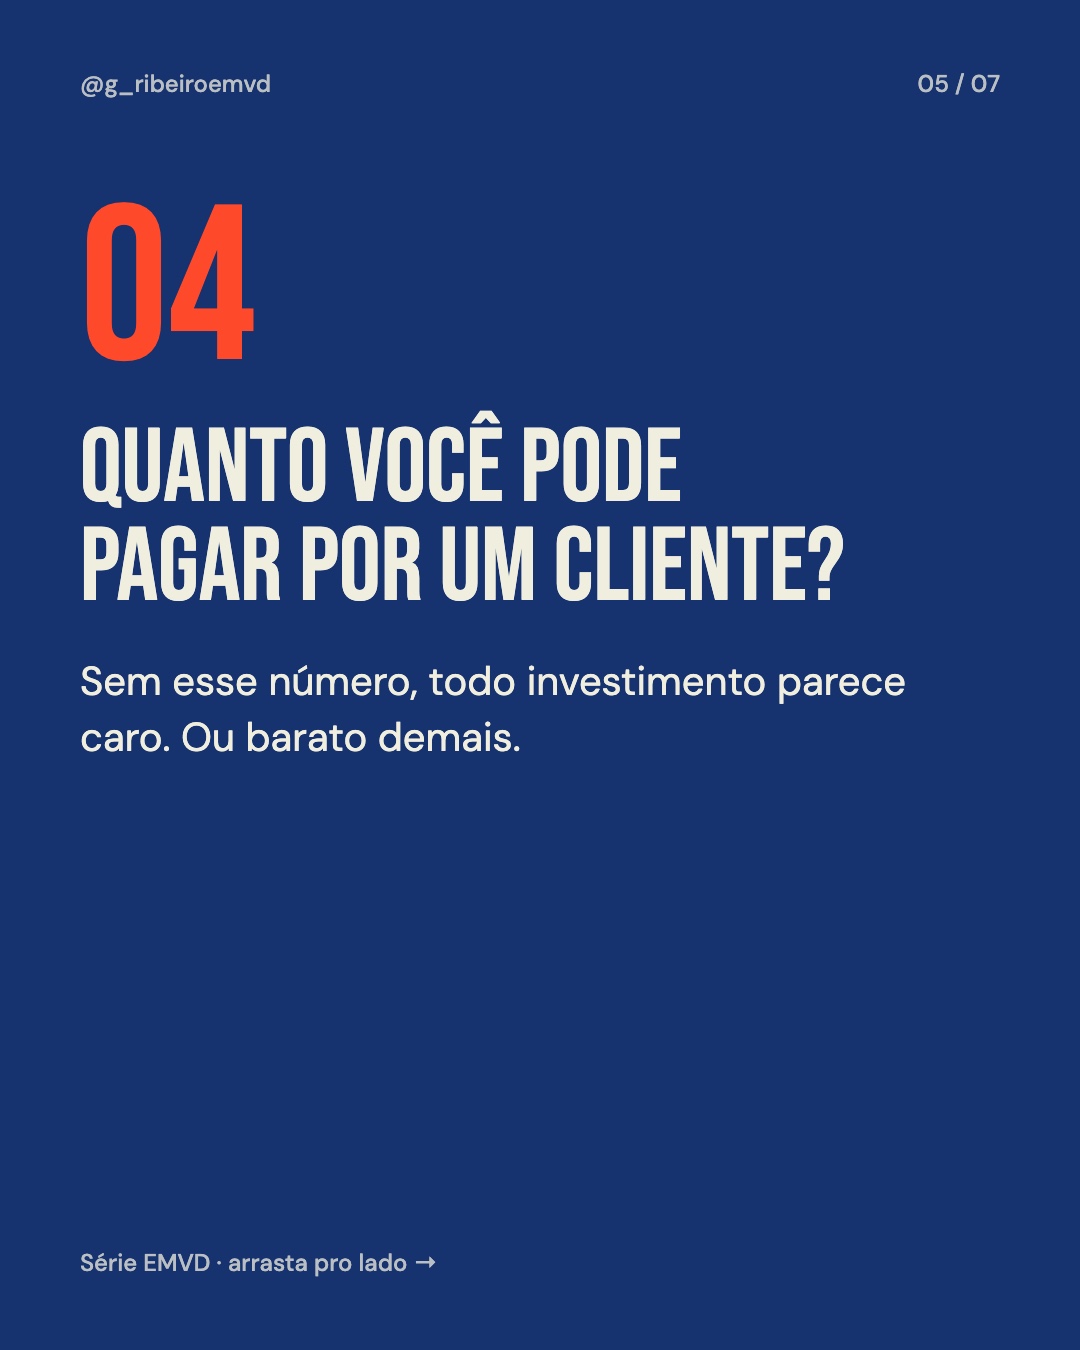 @g_ribeiroemvd
05 / 07
04
QUANTO VOCÊ PODE
PAGAR POR UM CLIENTE?
Sem esse número, todo investimento parece
caro. Ou barato demais.
Série EMVD · arrasta pro lado →